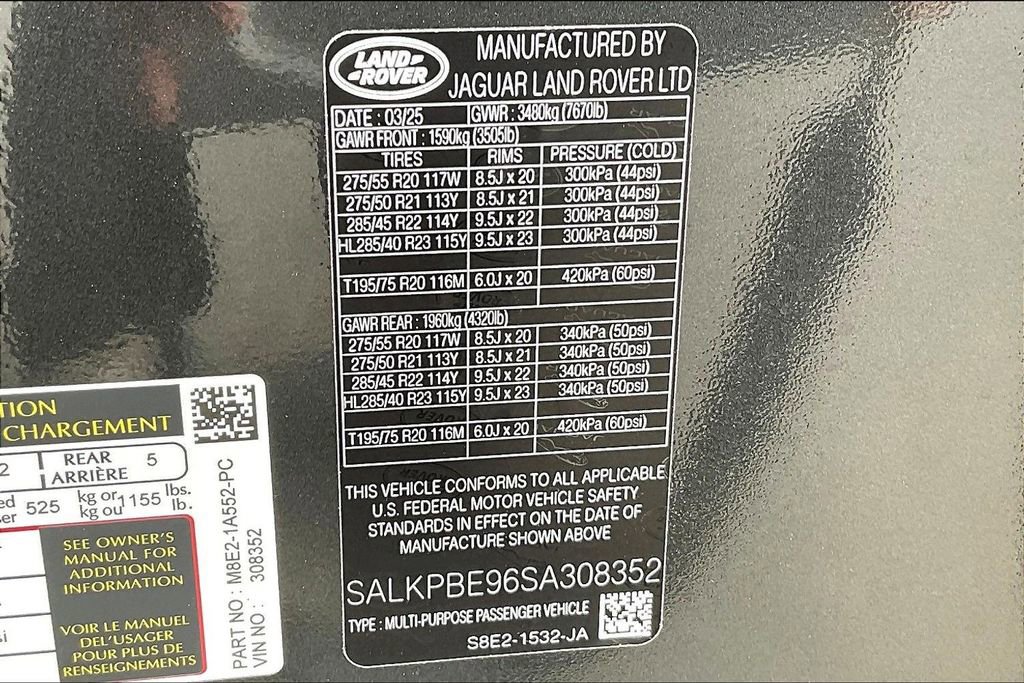 LAND ROVER
MANUFACTURED BY
JAGUAR LAND ROVER LTD
DATE : 03/25 GVWR : 3480kg (7670lb)
GAWR FRONT : 1590kg (3505lb)
TIRES RIMS PRESSURE (COLD)
275/55 R20 117W 8.5J x 20 300kPa (44psi)
275/50 R21 113Y 8.5J x 21 300kPa (44psi)
285/45 R22 114Y 9.5J x 22 300kPa (44psi)
HL285/40 R23 115Y 9.5J x 23 300kPa (44psi)
T195/75 R20 116M 6.0J x 20 420kPa (60psi)
GAWR REAR : 1960kg (4320lb)
275/55 R20 117W 8.5J x 20 340kPa (50psi)
275/50 R21 113Y 8.5J x 21 340kPa (50psi)
285/45 R22 114Y 9.5J x 22 340kPa (50psi)
HL285/40 R23 115Y 9.5J x 23 340kPa (50psi)
T195/75 R20 116M 6.0J x 20 420kPa (60psi)
THIS VEHICLE CONFORMS TO ALL APPLICABLE
U.S. FEDERAL MOTOR VEHICLE SAFETY
STANDARDS IN EFFECT ON THE DATE OF
MANUFACTURE SHOWN ABOVE
SALKPBE96SA308352
TYPE : MULTI-PURPOSE PASSENGER VEHICLE
S8E2-1532-JA
CHARGEMENT
2 REAR 5
ARRIÈRE
525 kg or 1155 lbs.
kg ou lb.
SEE OWNER'S
MANUAL FOR
ADDITIONAL
INFORMATION
VOIR LE MANUEL
DEL'USAGER
POUR PLUS DE
RENSEIGNEMENTS
PART NO : M8E2-1A552-PC
VIN NO : 308352